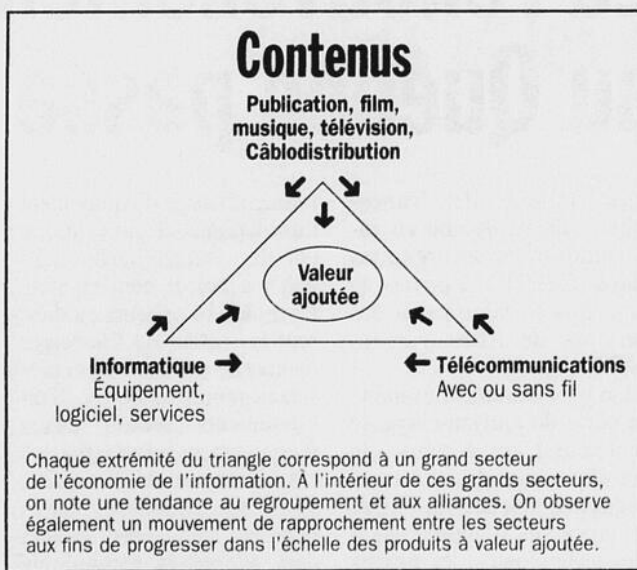 Contenus
Publication, film,
musique, télévision,
Câblodistribution
Valeur
ajoutée
Informatique
Équipement,
logiciel, services
Télécommunications
Avec ou sans fil
Chaque extrémité du triangle correspond à un grand secteur
de l'économie de l'information. À l'intérieur de ces grands secteurs,
on note une tendance au regroupement et aux alliances. On observe
également un mouvement de rapprochement entre les secteurs
aux fins de progresser dans l'échelle des produits à valeur ajoutée.